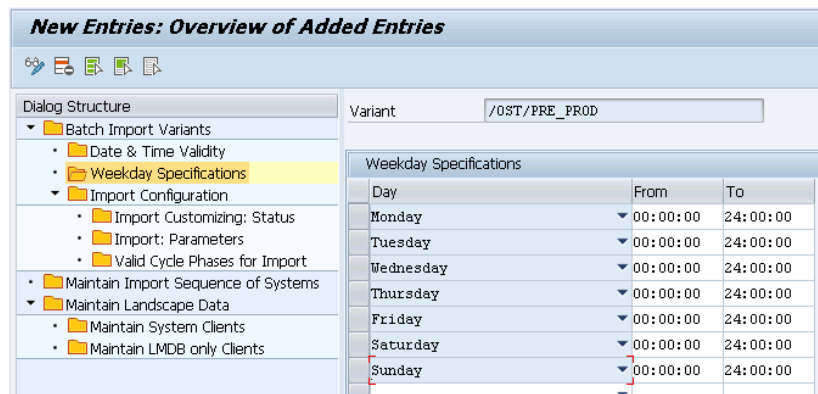 New Entries: Overview of Added Entries
Dialog Structure
Batch Import Variants
Date & Time Validity
Weekday Specifications
Import Configuration
Import Customizing: Status
Import: Parameters
Valid Cycle Phases for Import
Maintain Import Sequence of Systems
Maintain Landscape Data
Maintain System Clients
Maintain LMDB only Clients
Variant /OST/PRE_PROD
Weekday Specifications
Day From To
Monday 00:00:00 24:00:00
Tuesday 00:00:00 24:00:00
Wednesday 00:00:00 24:00:00
Thursday 00:00:00 24:00:00
Friday 00:00:00 24:00:00
Saturday 00:00:00 24:00:00
Sunday 00:00:00 24:00:00